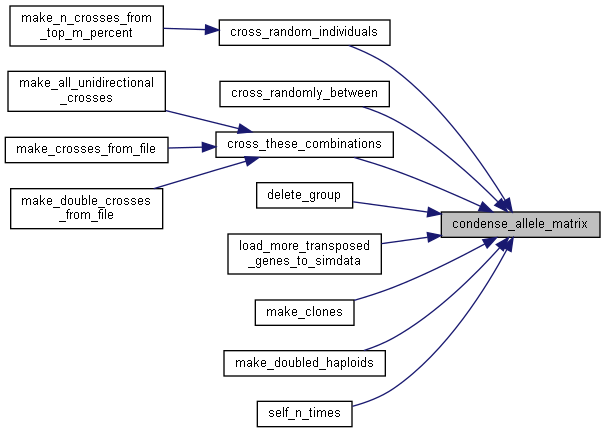 make_n_crosses_from
_top_m_percent
cross_random_individuals
make_all_unidirectional
_crosses
cross_randomly_between
make_crosses_from_file
cross_these_combinations
make_double_crosses
_from_file
delete_group
condense_allele_matrix
load_more_transposed
_genes_to_simdata
make_clones
make_doubled_haploids
self_n_times